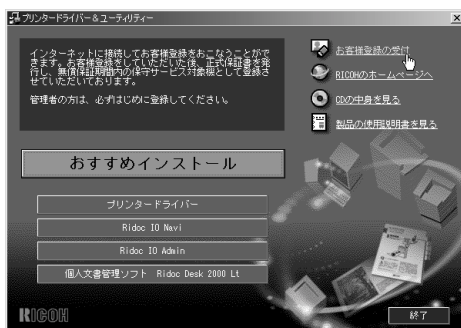 プリンタードライバー＆ユーティリティー
インターネットに接続してお客様登録をおこなうことがで
きます。お客様登録をしていただいた後、正式保証書を発
行し、無償保証期間内の保守サービス対象機として登録さ
せていただいております。
管理者の方は、必ずはじめに登録してください。
お客様登録の受付
RICOHのホームページへ
CDの中身を見る
製品の使用説明書を見る
おすすめインストール
プリンタードライバー
Ridoc IO Navi
Ridoc IO Admin
個人文書管理ソフト Ridoc Desk 2000 Lt
RICOH
終了